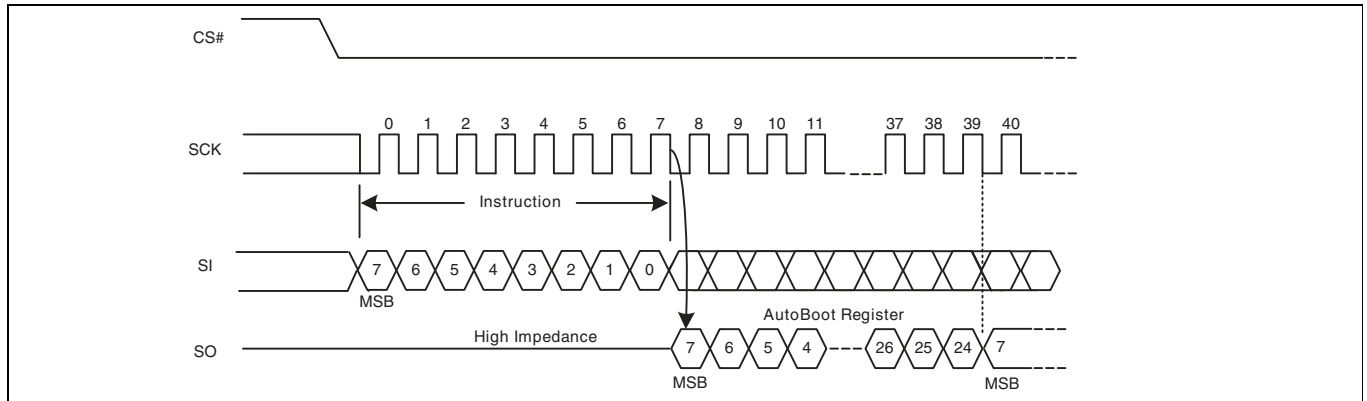 CS#
0 1 2 3 4 5 6 7 8 9 10 11 37 38 39 40
SCK
Instruction
SI
7 6 5 4 3 2 1 0
MSB
AutoBoot Register
High Impedance
SO
7 6 5 4 26 25 24 7
MSB MSB